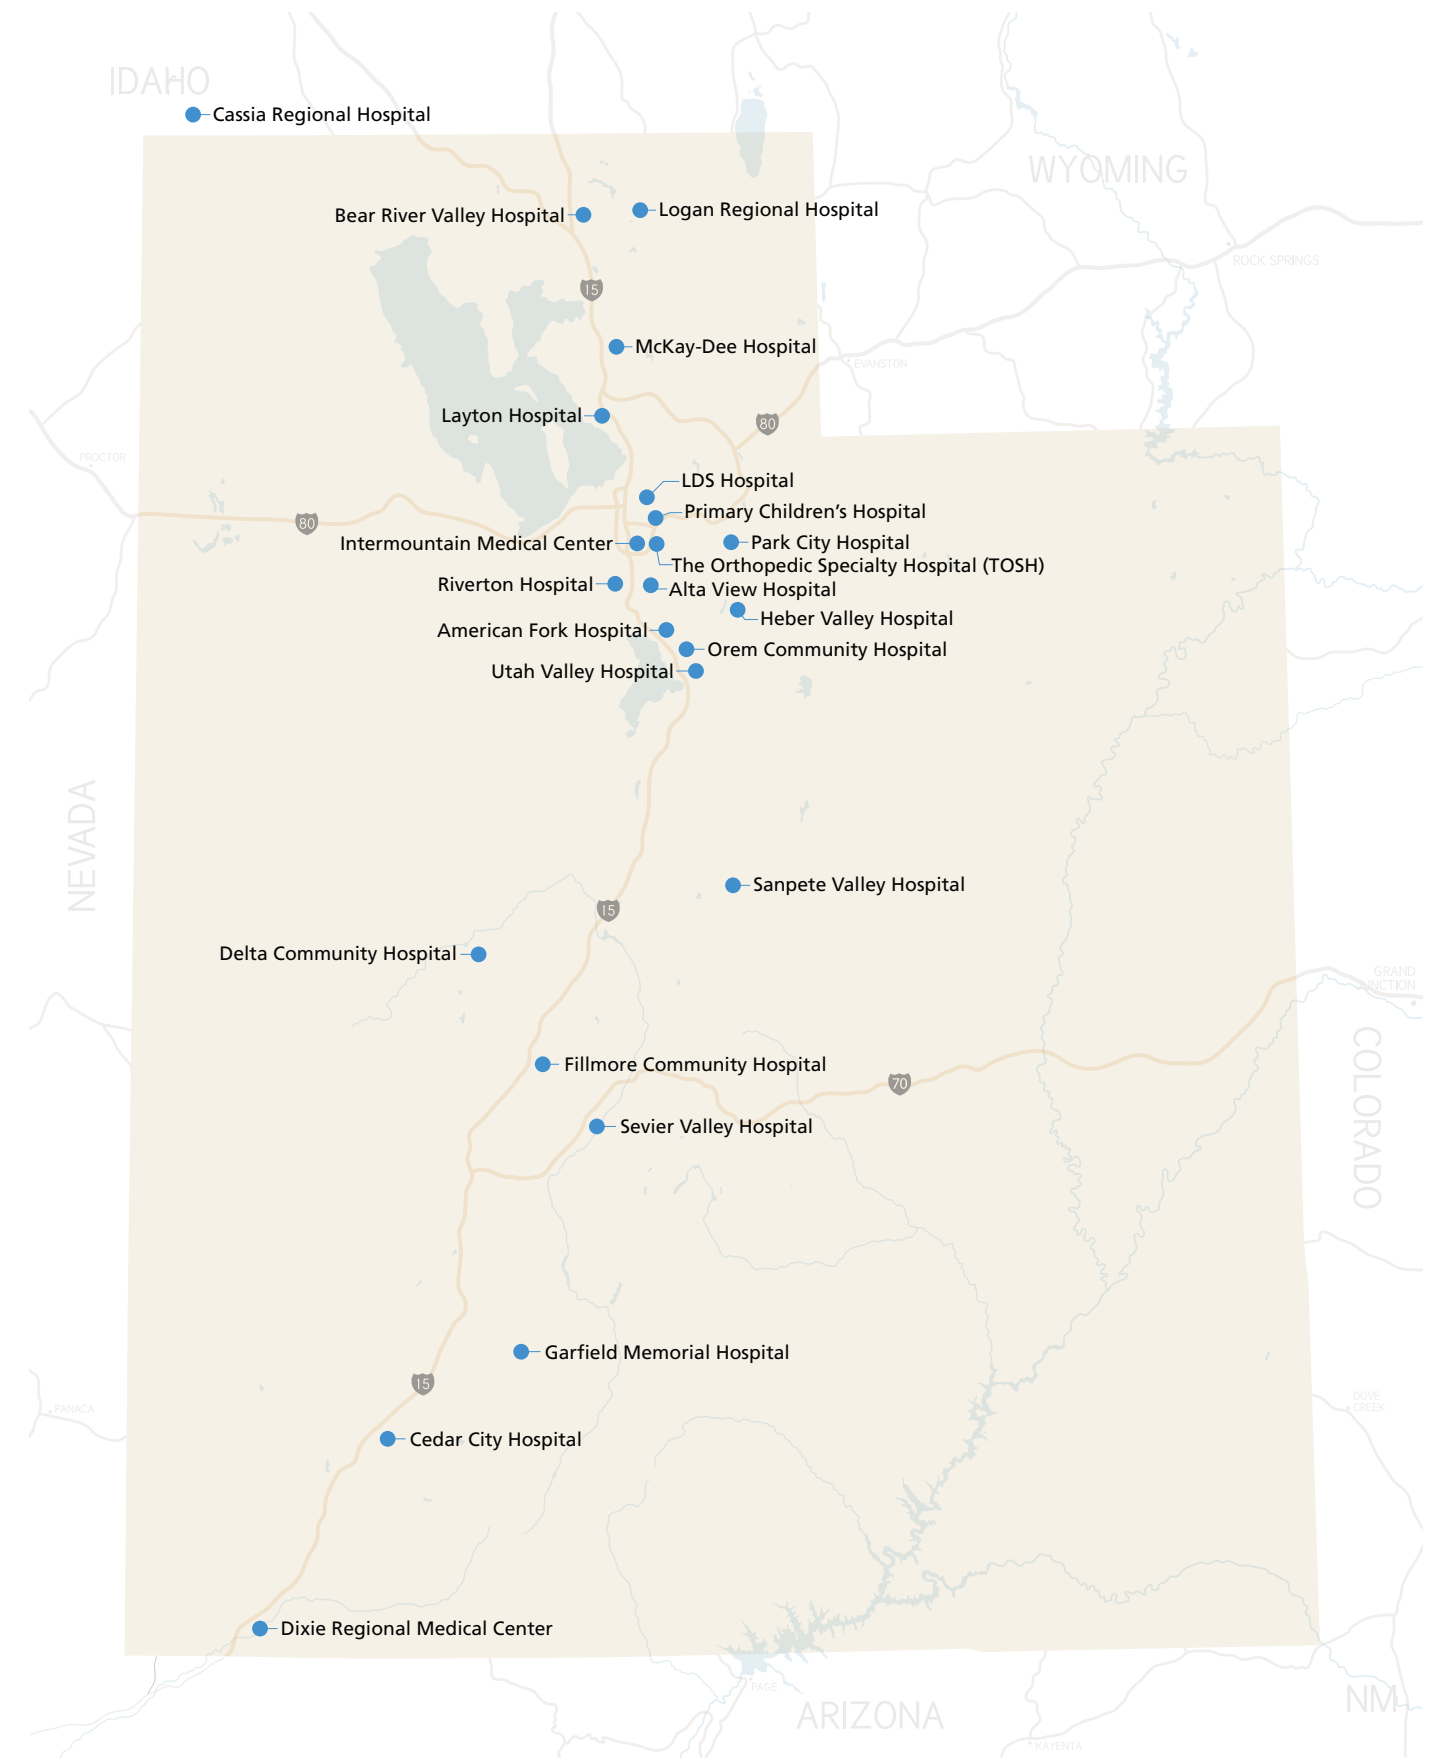 IDAHO
Cassia Regional Hospital
WYOMING
Bear River Valley Hospital
Logan Regional Hospital
ROCK SPRINGS
15
McKay-Dee Hospital
EVANSTON
Layton Hospital
80
PROCTOR
LDS Hospital
Primary Children’s Hospital
80
Intermountain Medical Center
Park City Hospital
The Orthopedic Specialty Hospital (TOSH)
Riverton Hospital
Alta View Hospital
Heber Valley Hospital
American Fork Hospital
Orem Community Hospital
Utah Valley Hospital
NEVADA
Sanpete Valley Hospital
15
Delta Community Hospital
GRAND
JUNCTION
COLORADO
Fillmore Community Hospital
70
Sevier Valley Hospital
Garfield Memorial Hospital
15
DOVE
CREEK
PANACA
Cedar City Hospital
Dixie Regional Medical Center
PAGE
NM
ARIZONA
KAYENTA